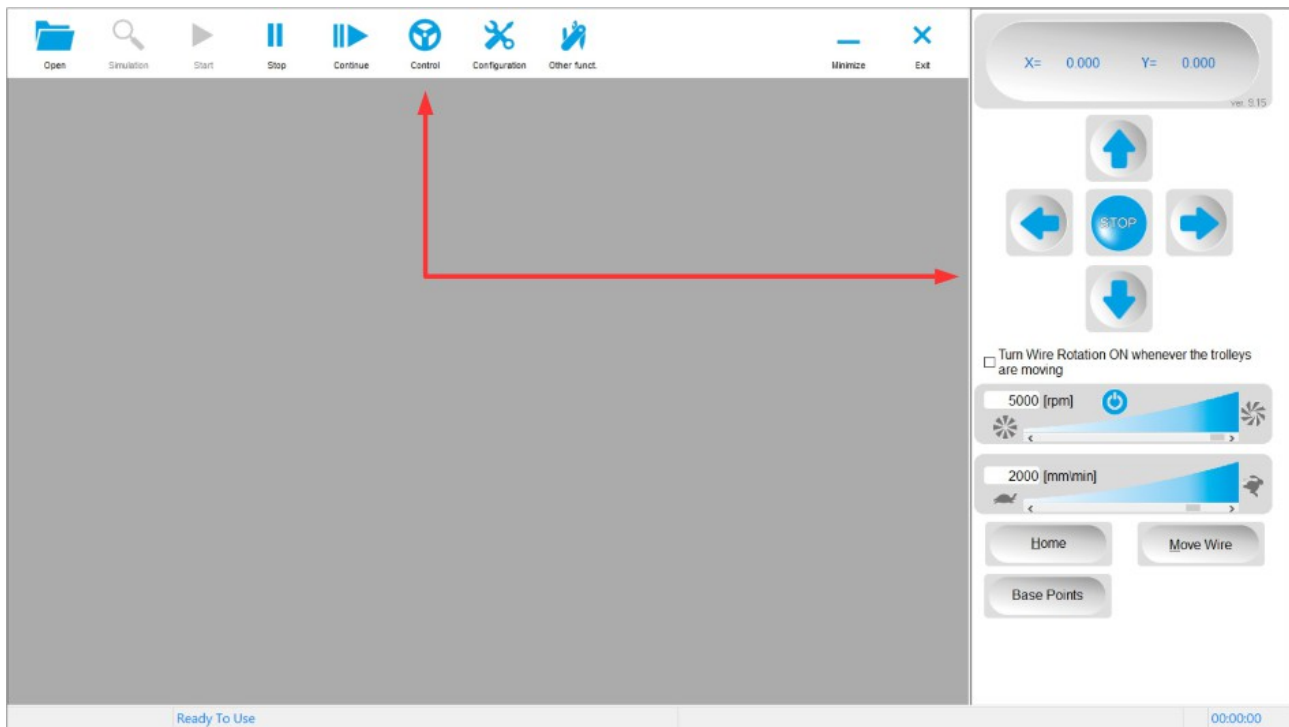 Open
Simulation
Start
Stop
Continue
Control
Configuration
Other funct.
Minimize
Exit
X= 0.000 Y= 0.000
ver. 9.15
STOP
Turn Wire Rotation ON whenever the trolleys
are moving
5000 [rpm]
2000 [mm\min]
Home
Move Wire
Base Points
Ready To Use
00:00:00